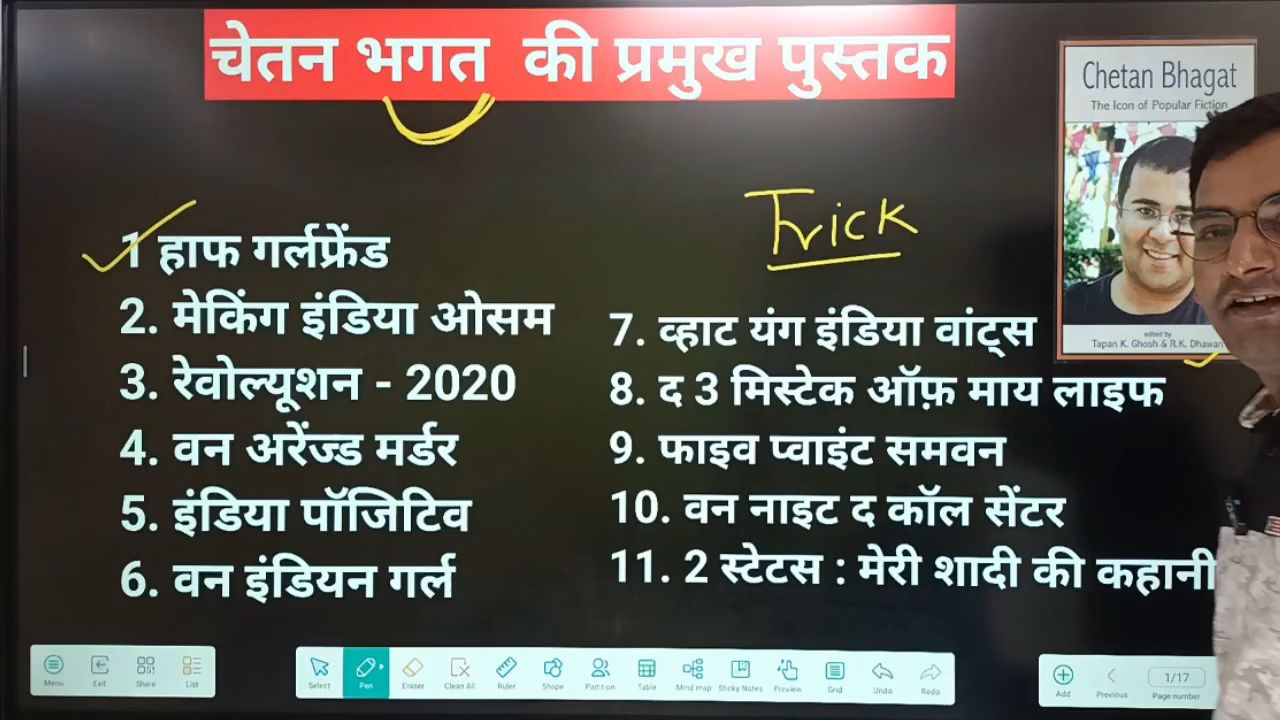 चेतन भगत की प्रमुख पुस्तक
Chetan Bhagat
The Icon of Popular Fiction
edited by
Tapan K. Ghosh & R.K. Dhawan
Trick
1 हाफ गर्लफ्रेंड
2. मेकिंग इंडिया ओसम
3. रेवोल्यूशन - 2020
4. वन अरेंज्ड मर्डर
5. इंडिया पॉजिटिव
6. वन इंडियन गर्ल
7. व्हाट यंग इंडिया वांट्स
8. द 3 मिस्टेक ऑफ़ माय लाइफ
9. फाइव प्वाइंट समवन
10. वन नाइट द कॉल सेंटर
11. 2 स्टेटस : मेरी शादी की कहानी
Menu Exit Share List
Select Pen Eraser Clean All Ruler Shape Partition Table Mind map Sticky Notes Preview Grid Undo Redo
Add Previous 1/17 Page number